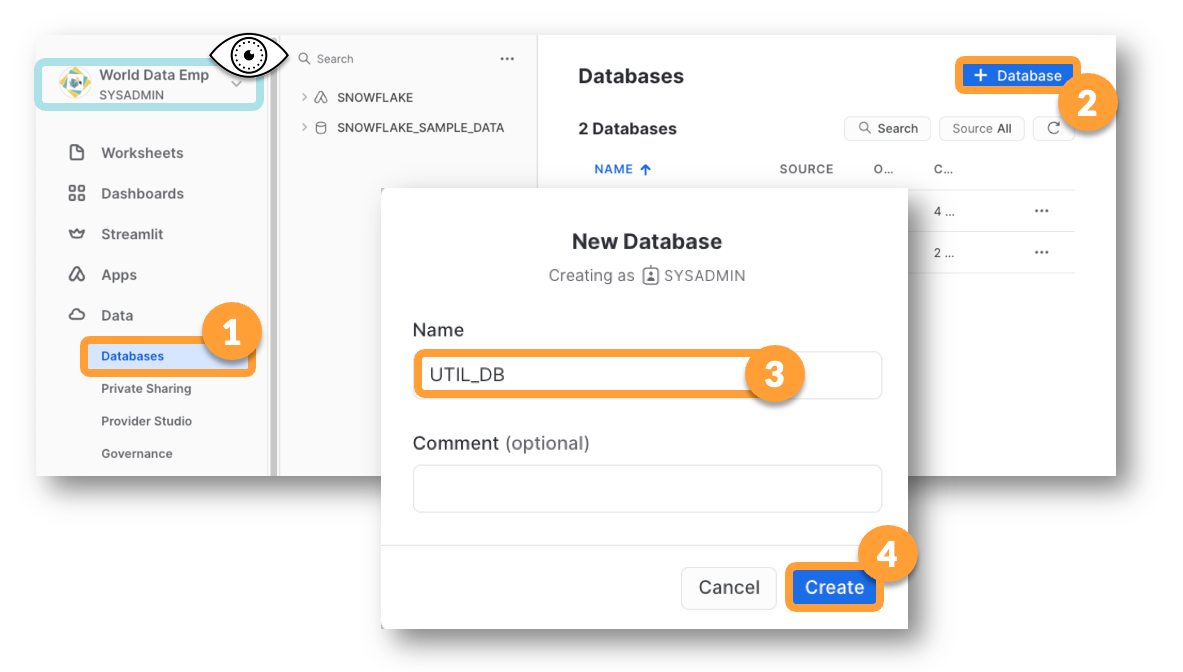 World Data Emp
SYSADMIN
Worksheets
Dashboards
Streamlit
Apps
Data
1
Databases
Private Sharing
Provider Studio
Governance
Search
SNOWFLAKE
SNOWFLAKE_SAMPLE_DATA
Databases
+ Database
2
2 Databases
Search
Source All
NAME ↑ SOURCE O... C...
4 ...
2 ...
New Database
Creating as SYSADMIN
Name
UTIL_DB
3
Comment (optional)
4
Cancel
Create